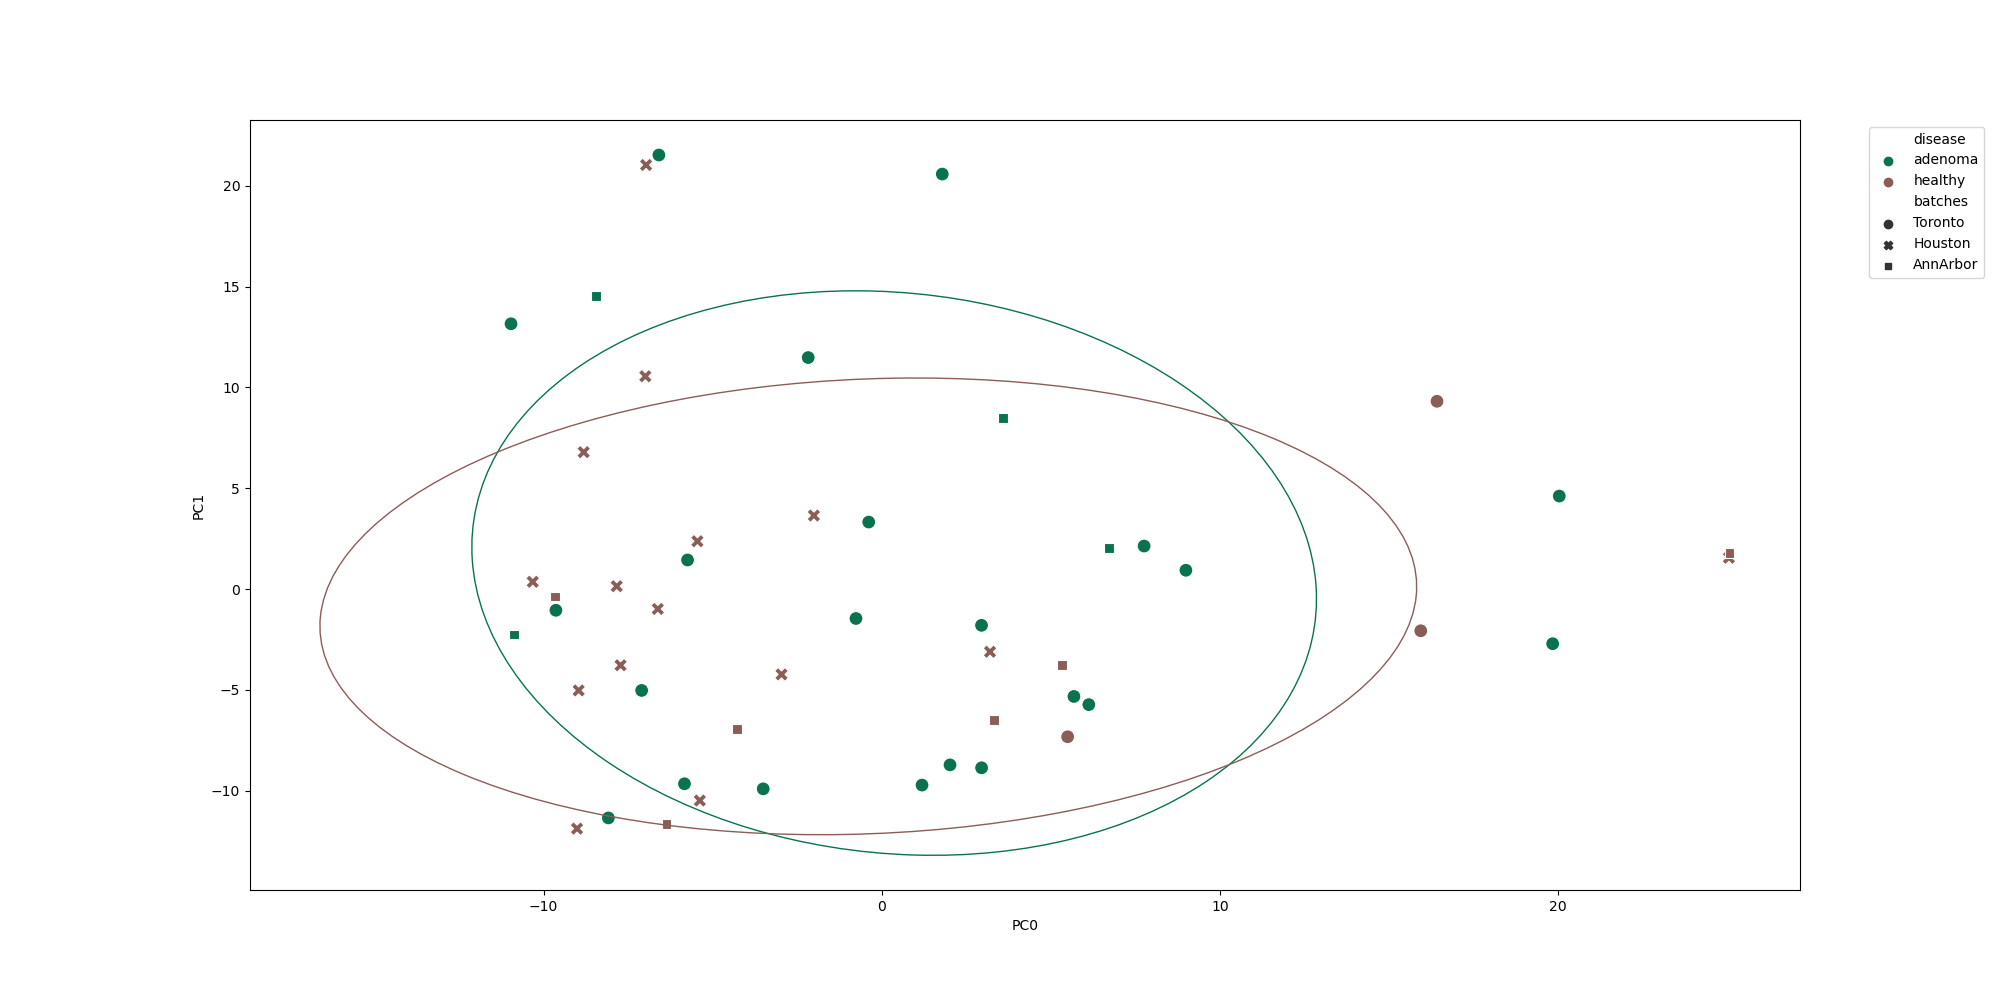 disease
adenoma
healthy
batches
Toronto
Houston
AnnArbor
20
15
10
5
0
−5
−10
PC1
−10
0
10
20
PC0